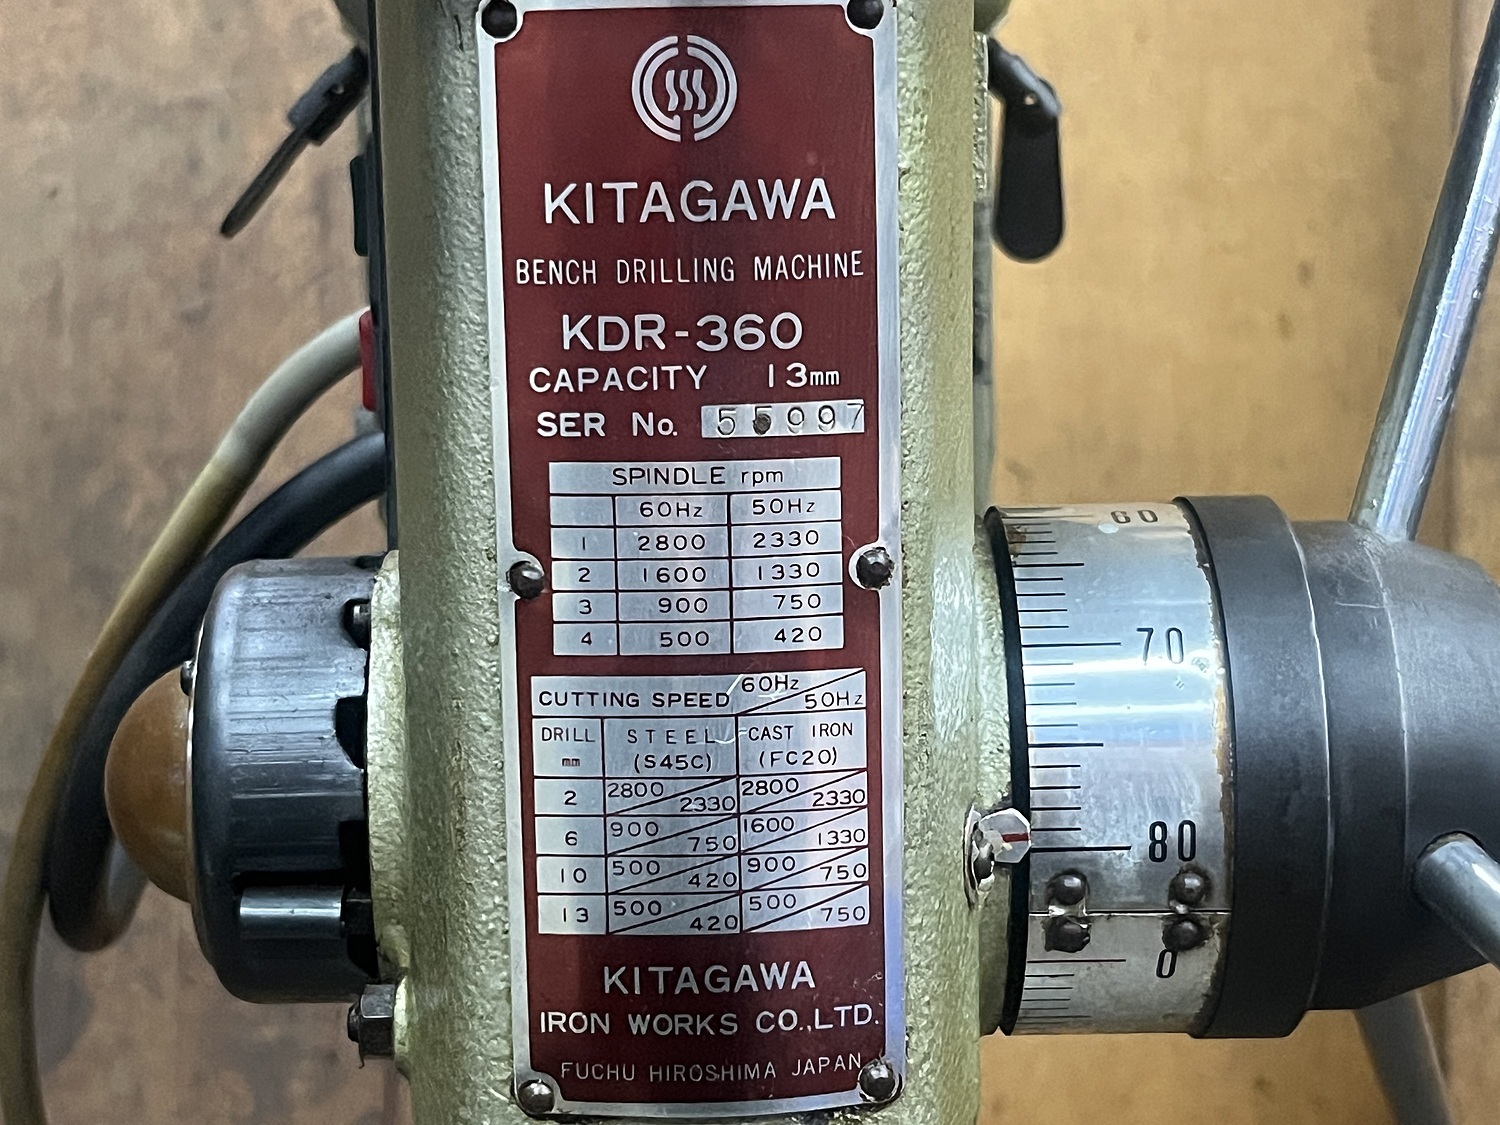 KITAGAWA
BENCH DRILLING MACHINE
KDR-360
CAPACITY 13mm
SER No. 55997
SPINDLE rpm
60Hz 50Hz
1 2800 2330
2 1600 1330
3 900 750
4 500 420
CUTTING SPEED 60Hz 50Hz
DRILL mm STEEL (S45C) CAST IRON (FC20)
2 2800 2330 2800 2330
6 900 750 1600 1330
10 500 420 900 750
13 500 420 500 750
KITAGAWA
IRON WORKS CO.,LTD.
FUCHU HIROSHIMA JAPAN
60
70
80
0